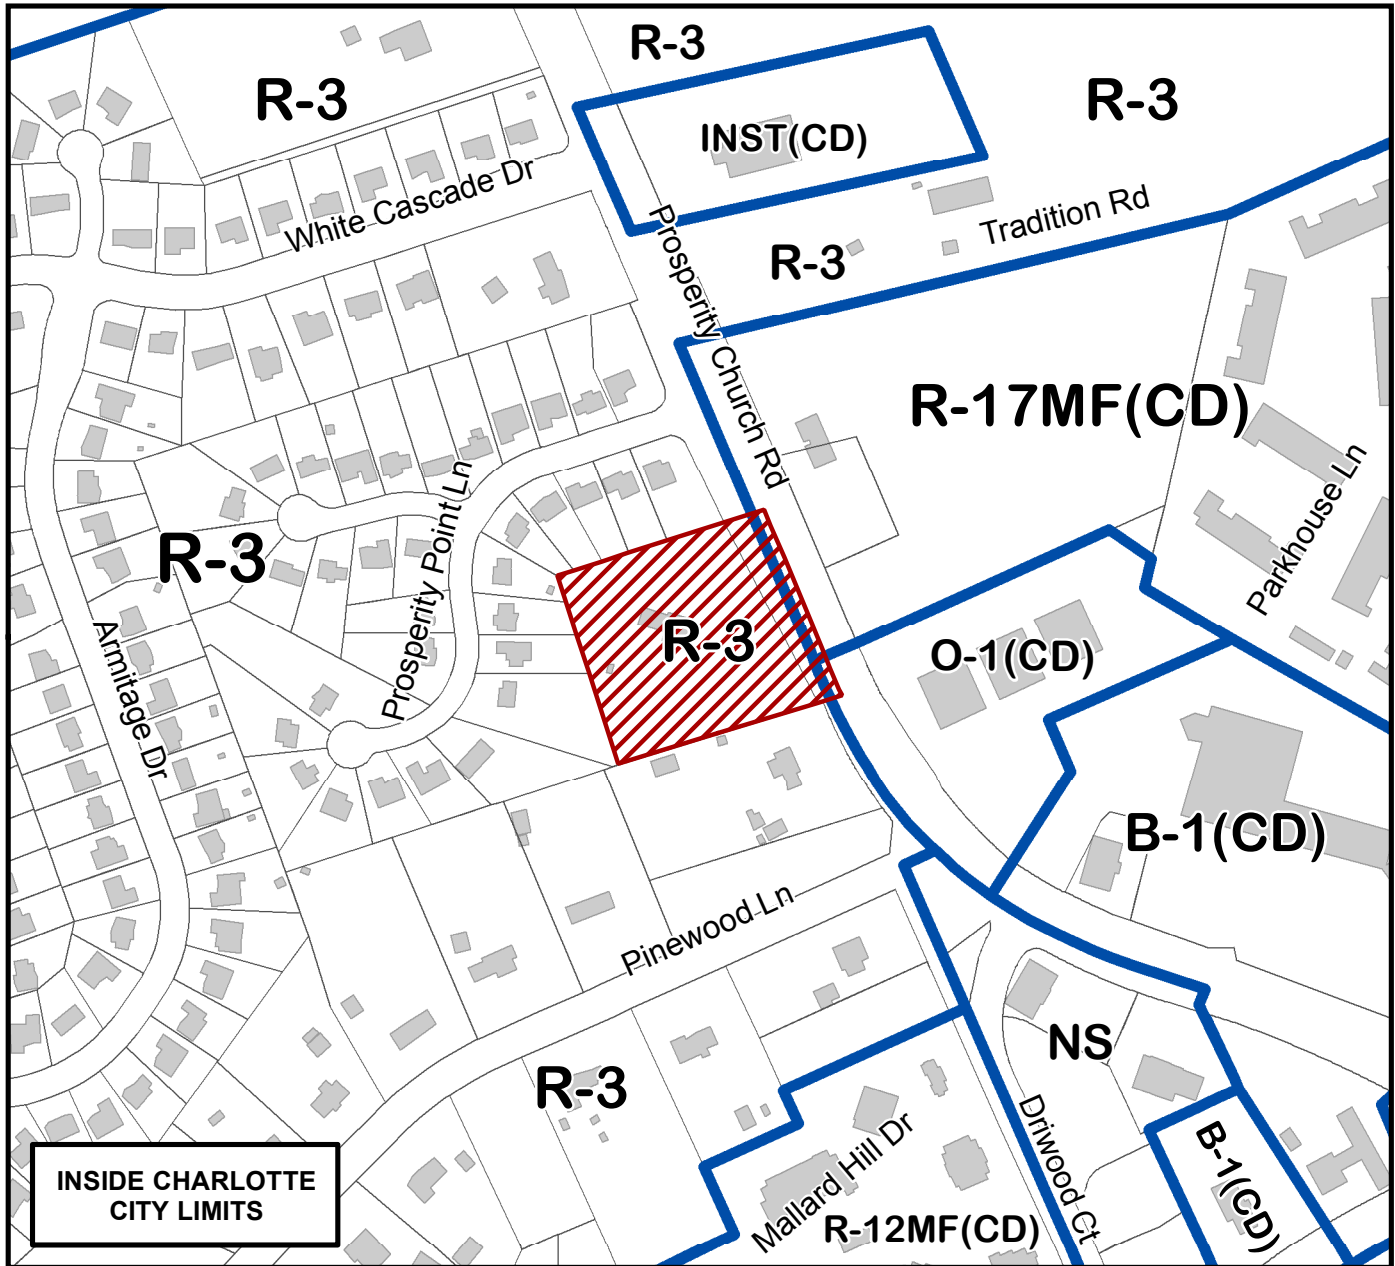 R-3
R-3
R-3
INST(CD)
White Cascade Dr
Tradition Rd
R-3
Prosperity Church Rd
R-17MF(CD)
Parkhouse Ln
Prosperity Point Ln
R-3
R-3
O-1(CD)
Armitage Dr
B-1(CD)
Pinewood Ln
NS
R-3
Mallard Hill Dr
Driwood Ct
B-1(CD)
R-12MF(CD)
INSIDE CHARLOTTE
CITY LIMITS